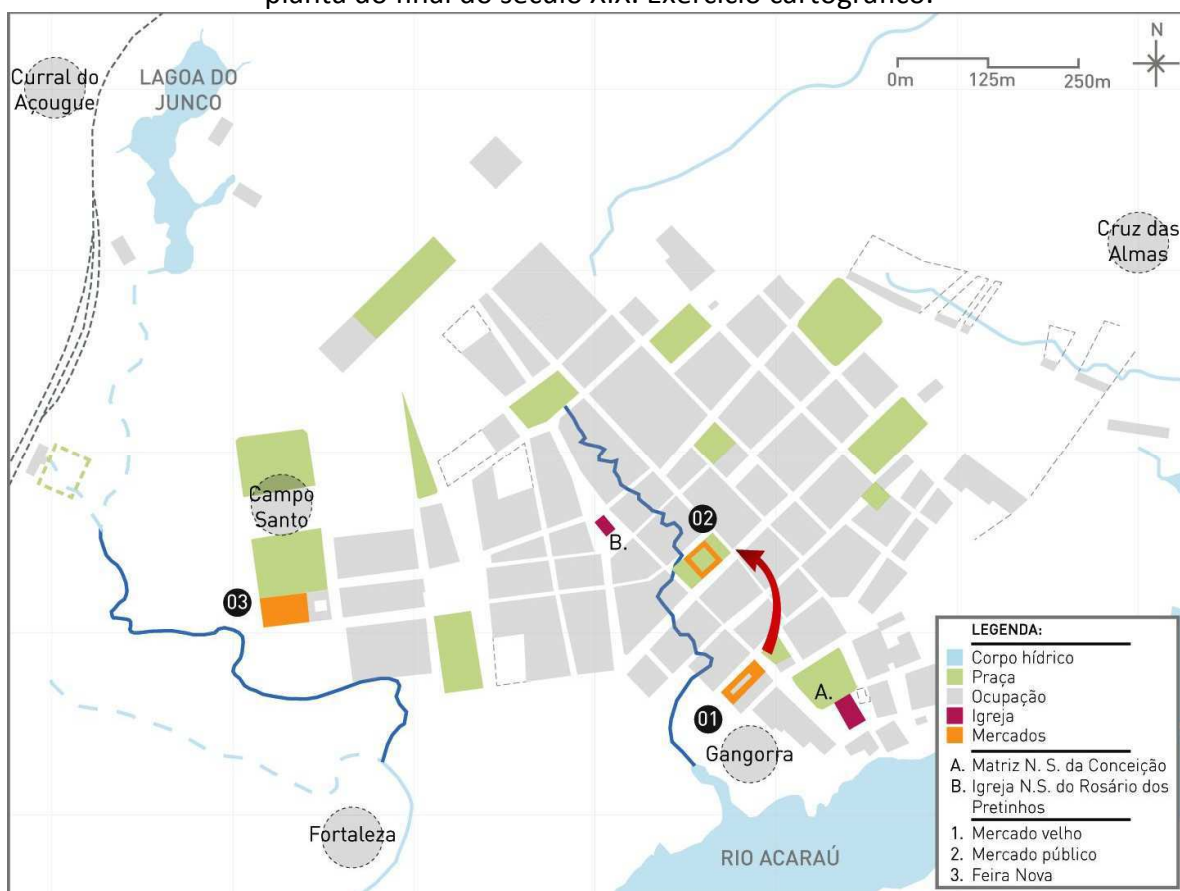 planta do final do século XIX. Exercício cartográfico.
Curral do
Açougue
LAGOA DO
JUNCO
N
0m 125m 250m
Cruz das
Almas
Campo
Santo
B.
02
03
A.
01
Gangorra
Fortaleza
RIO ACARAÚ
LEGENDA:
Corpo hídrico
Praça
Ocupação
Igreja
Mercados
A. Matriz N. S. da Conceição
B. Igreja N.S. do Rosário dos
Pretinhos
1. Mercado velho
2. Mercado público
3. Feira Nova